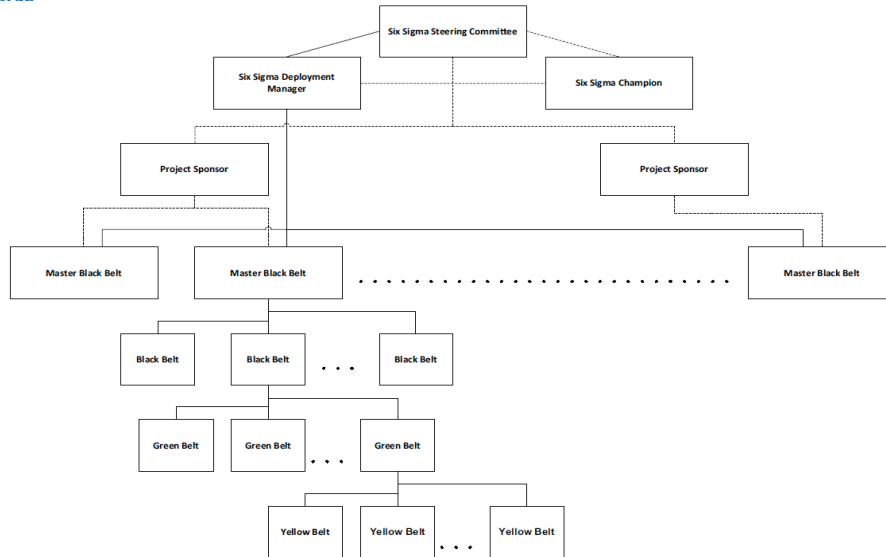 Six Sigma Steering Committee
Six Sigma Deployment
Manager
Six Sigma Champion
Project Sponsor
Project Sponsor
Master Black Belt
Master Black Belt
Master Black Belt
Black Belt
Black Belt
Black Belt
Green Belt
Green Belt
Green Belt
Yellow Belt
Yellow Belt
Yellow Belt